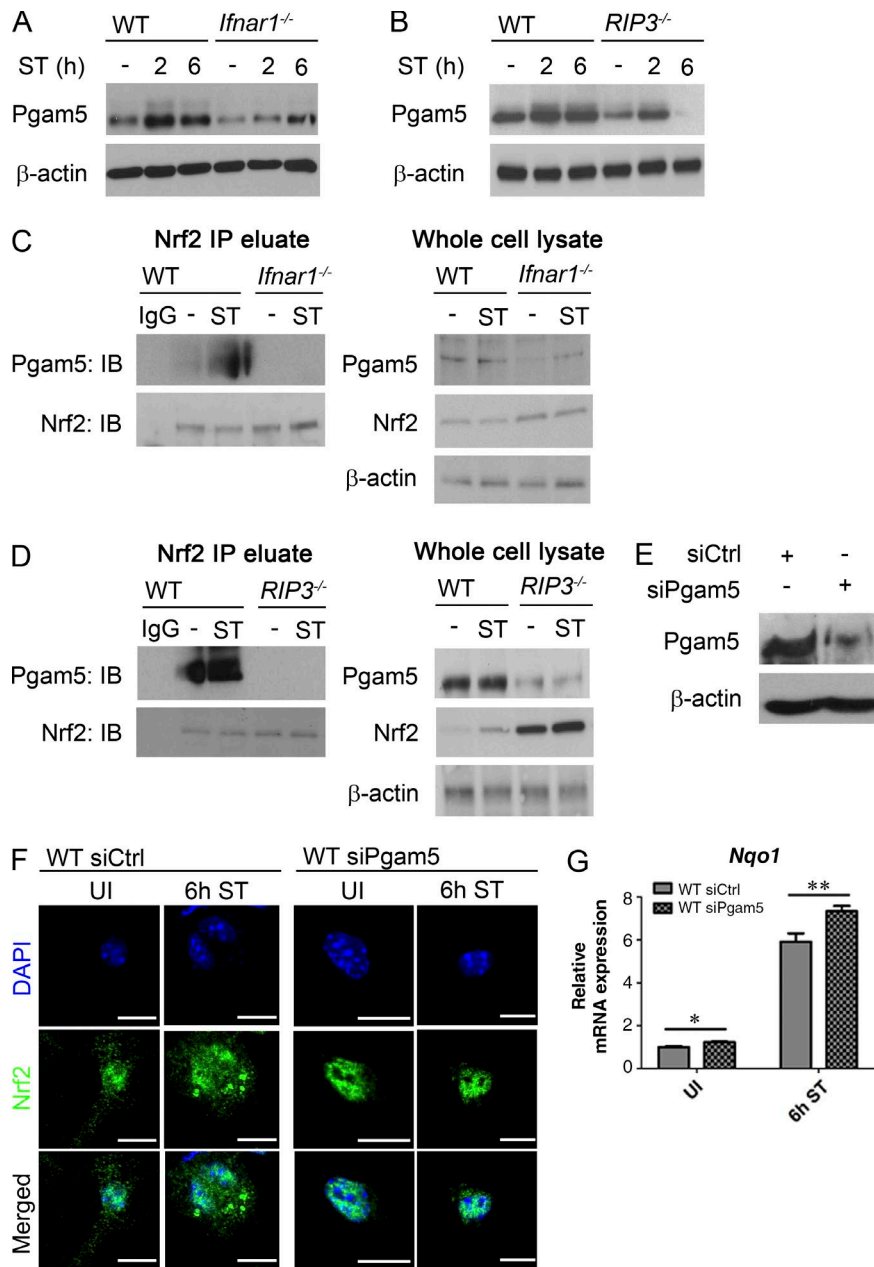 A
WT Ifnar1-/-
ST (h) - 2 6 - 2 6
Pgam5
β-actin
B
WT RIP3-/-
ST (h) - 2 6 - 2 6
Pgam5
β-actin
C
Nrf2 IP eluate
WT Ifnar1-/-
IgG - ST - ST
Pgam5: IB
Nrf2: IB
Whole cell lysate
WT Ifnar1-/-
- ST - ST
Pgam5
Nrf2
β-actin
D
Nrf2 IP eluate
WT RIP3-/-
IgG - ST - ST
Pgam5: IB
Nrf2: IB
Whole cell lysate
WT RIP3-/-
- ST - ST
Pgam5
Nrf2
β-actin
E
siCtrl + -
siPgam5 - +
Pgam5
β-actin
F
WT siCtrl WT siPgam5
UI 6h ST UI 6h ST
DAPI
Nrf2
Merged
G
Nqo1
WT siCtrl
WT siPgam5
Relative
mRNA expression
8
6
4
2
0
*
**
UI
6h ST